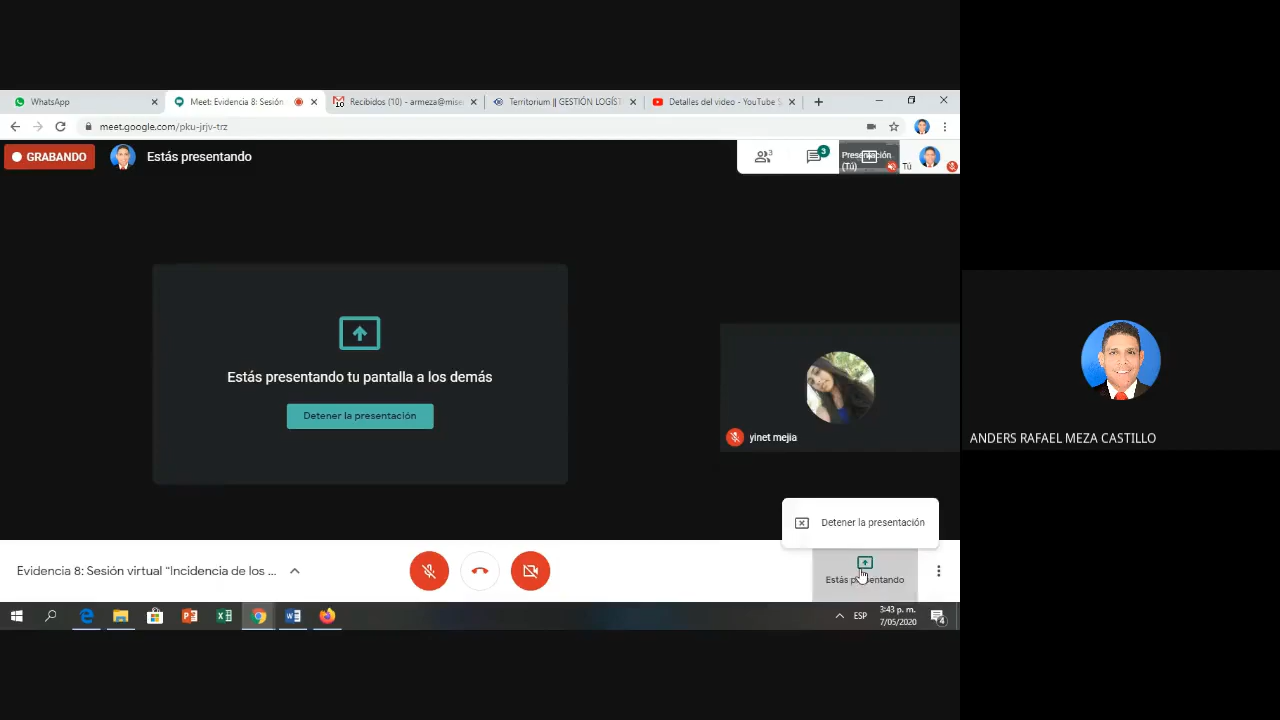 WhatsApp
Meet: Evidencia 8: Sesión
Recibidos (10) - armeza@mise
Territorium || GESTIÓN LOGÍST
Detalles del video - YouTube S
meet.google.com/pku-jrjv-trz
GRABANDO
Estás presentando
3
3
Presentación
(Tú)
Tú
Estás presentando tu pantalla a los demás
Detener la presentación
yinet mejia
ANDERS RAFAEL MEZA CASTILLO
Detener la presentación
Evidencia 8: Sesión virtual “Incidencia de los ...
Estás presentando
ESP
3:43 p. m.
7/05/2020
4